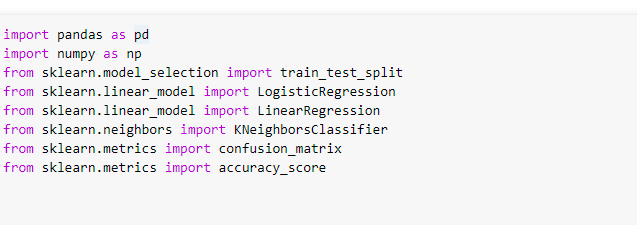 import pandas as pd
import numpy as np
from sklearn.model_selection import train_test_split
from sklearn.linear_model import LogisticRegression
from sklearn.linear_model import LinearRegression
from sklearn.neighbors import KNeighborsClassifier
from sklearn.metrics import confusion_matrix
from sklearn.metrics import accuracy_score